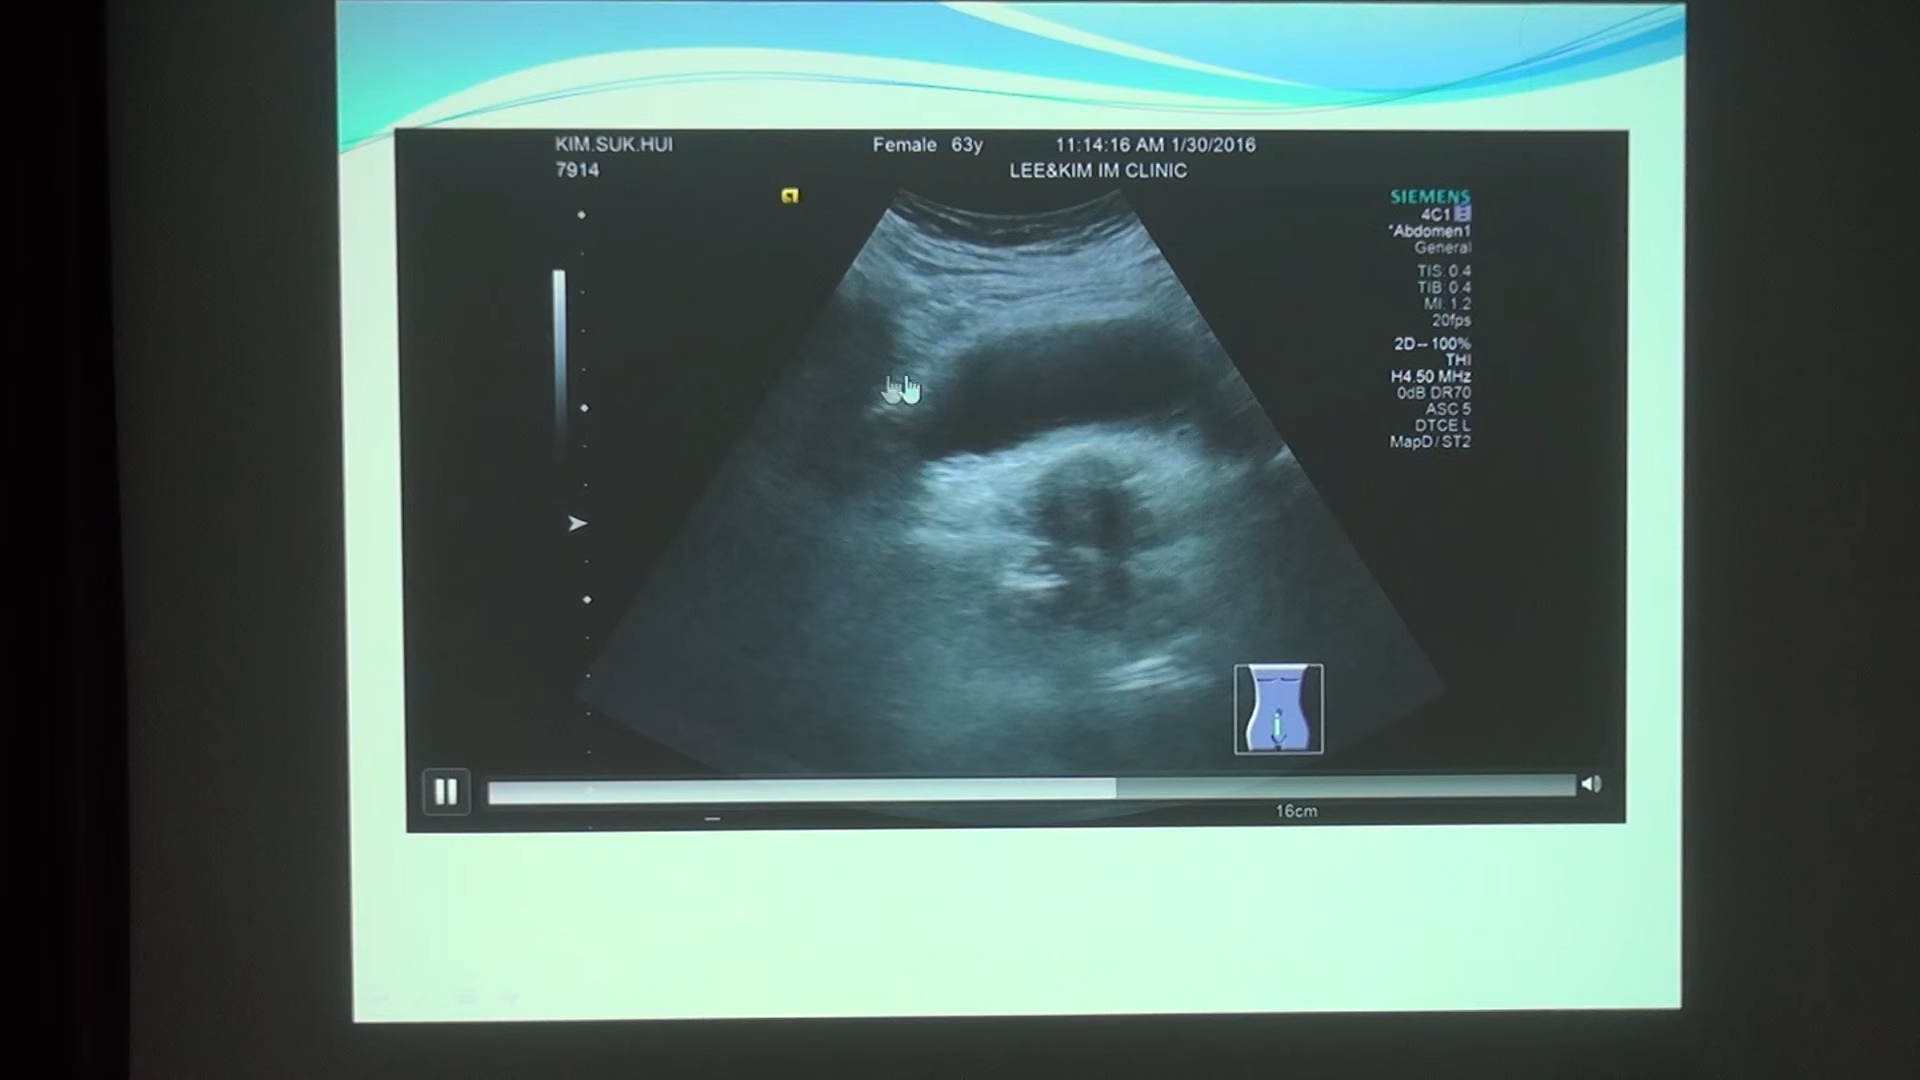 KIM.SUK.HUI
Female 63y
11:14:16 AM 1/30/2016
7914
LEE&KIM IM CLINIC
SIEMENS
4C1
*Abdomen1
General
TIS: 0.4
TIB: 0.4
MI: 1.2
20fps
2D--100%
THI
H4.50 MHz
0dB DR70
ASC 5
DTCE L
MapD/ST2
16cm